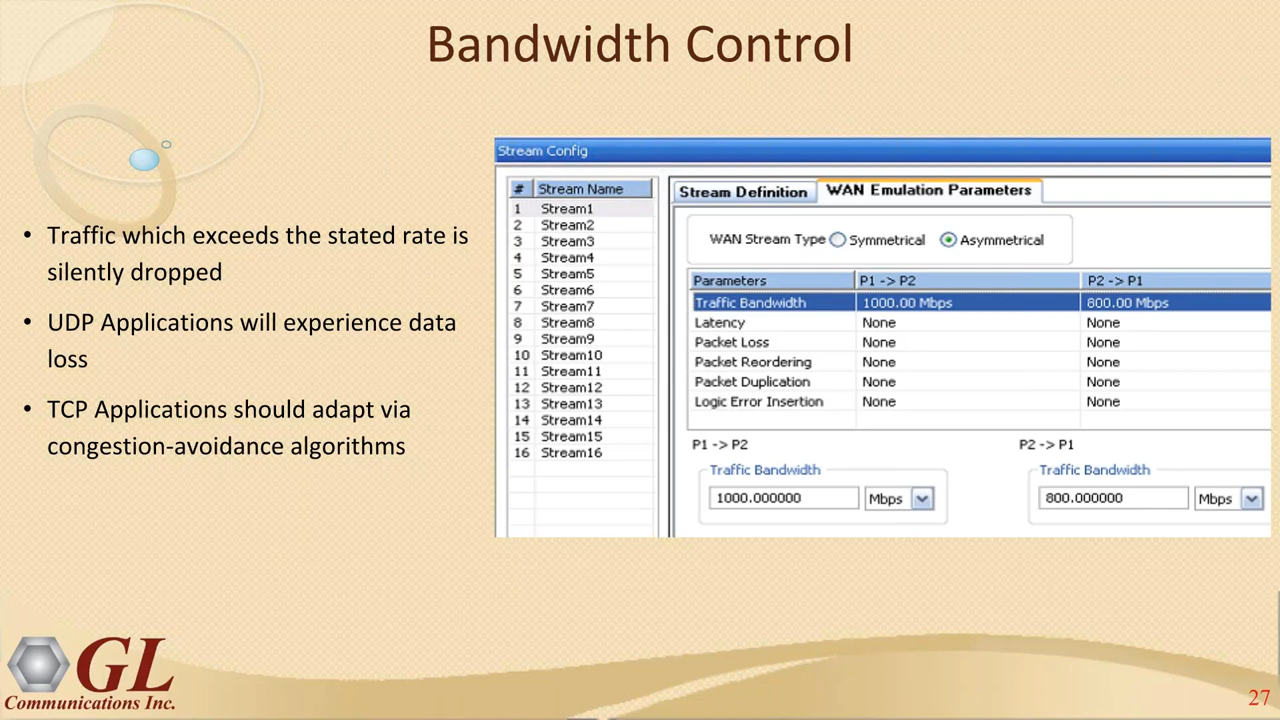 Bandwidth Control
• Traffic which exceeds the stated rate is
silently dropped
• UDP Applications will experience data
loss
• TCP Applications should adapt via
congestion-avoidance algorithms
Stream Config
# Stream Name
1 Stream1
2 Stream2
3 Stream3
4 Stream4
5 Stream5
6 Stream6
7 Stream7
8 Stream8
9 Stream9
10 Stream10
11 Stream11
12 Stream12
13 Stream13
14 Stream14
15 Stream15
16 Stream16
Stream Definition WAN Emulation Parameters
WAN Stream Type Symmetrical Asymmetrical
Parameters P1 -> P2 P2 -> P1
Traffic Bandwidth 1000.00 Mbps 800.00 Mbps
Latency None None
Packet Loss None None
Packet Reordering None None
Packet Duplication None None
Logic Error Insertion None None
P1 -> P2 P2 -> P1
Traffic Bandwidth Traffic Bandwidth
1000.000000 Mbps 800.000000 Mbps
GL
Communications Inc.
27